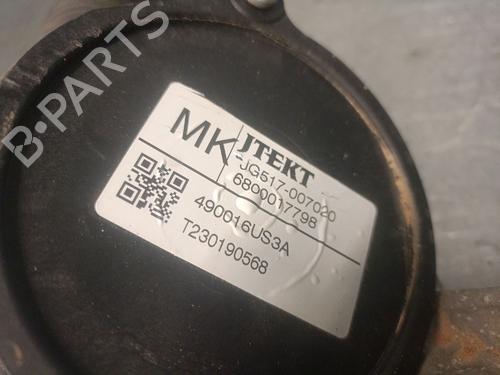 B-PARTS
MK JTEKT
JG517-007020
6800017798
490016US3A
T230190568